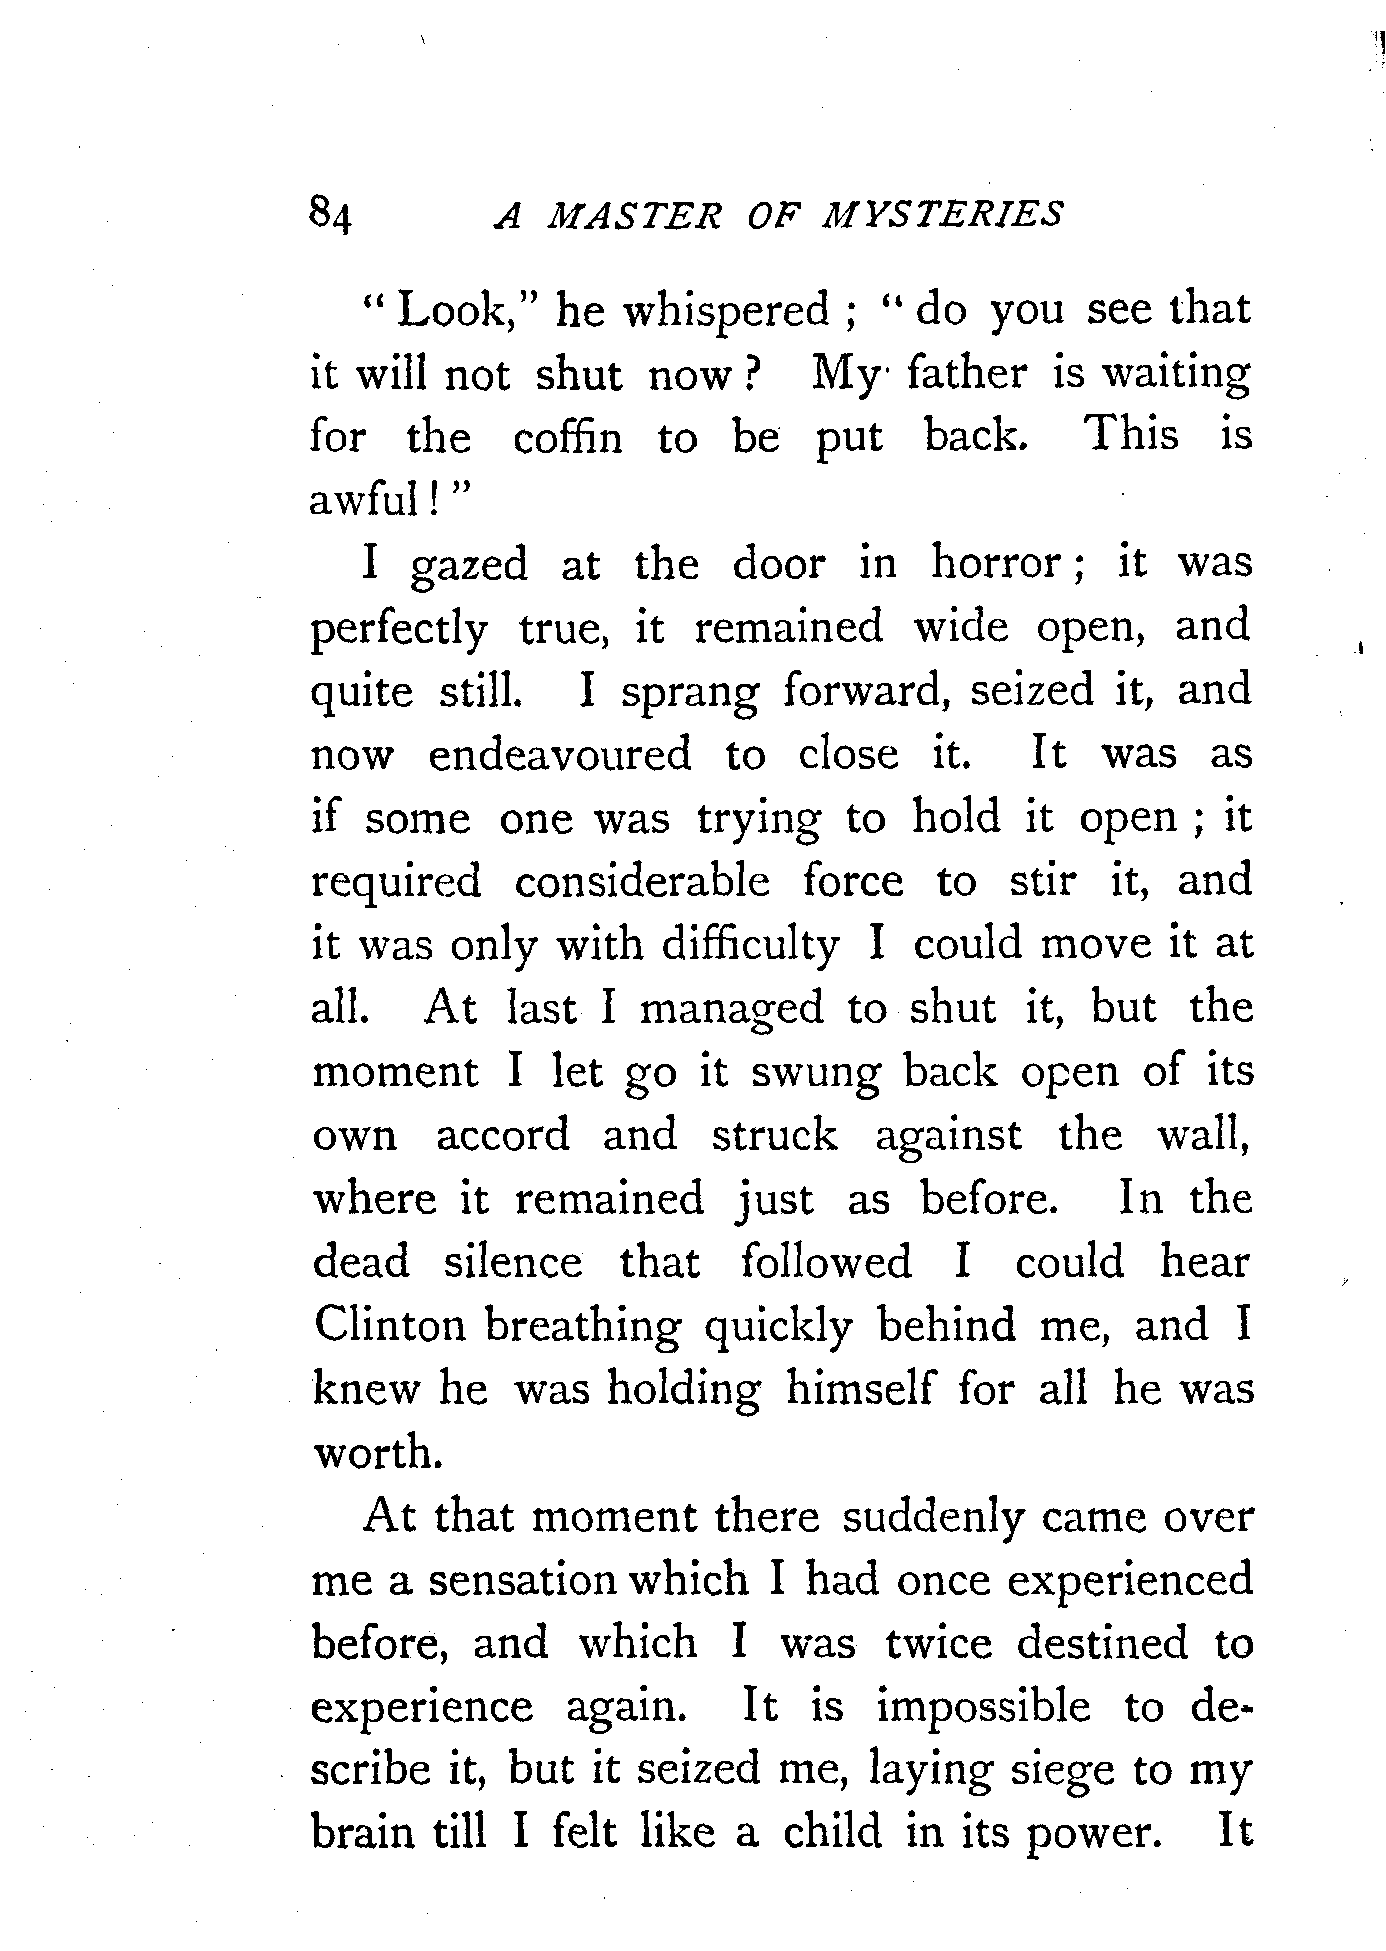 84 A MASTER OF MYSTERIES
“ Look,” he whispered ; “ do you see that
it will not shut now ? My father is waiting
for the coffin to be put back. This is
awful ! ”
I gazed at the door in horror ; it was
perfectly true, it remained wide open, and
quite still. I sprang forward, seized it, and
now endeavoured to close it. It was as
if some one was trying to hold it open ; it
required considerable force to stir it, and
it was only with difficulty I could move it at
all. At last I managed to shut it, but the
moment I let go it swung back open of its
own accord and struck against the wall,
where it remained just as before. In the
dead silence that followed I could hear
Clinton breathing quickly behind me, and I
knew he was holding himself for all he was
worth.
At that moment there suddenly came over
me a sensation which I had once experienced
before, and which I was twice destined to
experience again. It is impossible to de-
scribe it, but it seized me, laying siege to my
brain till I felt like a child in its power. It